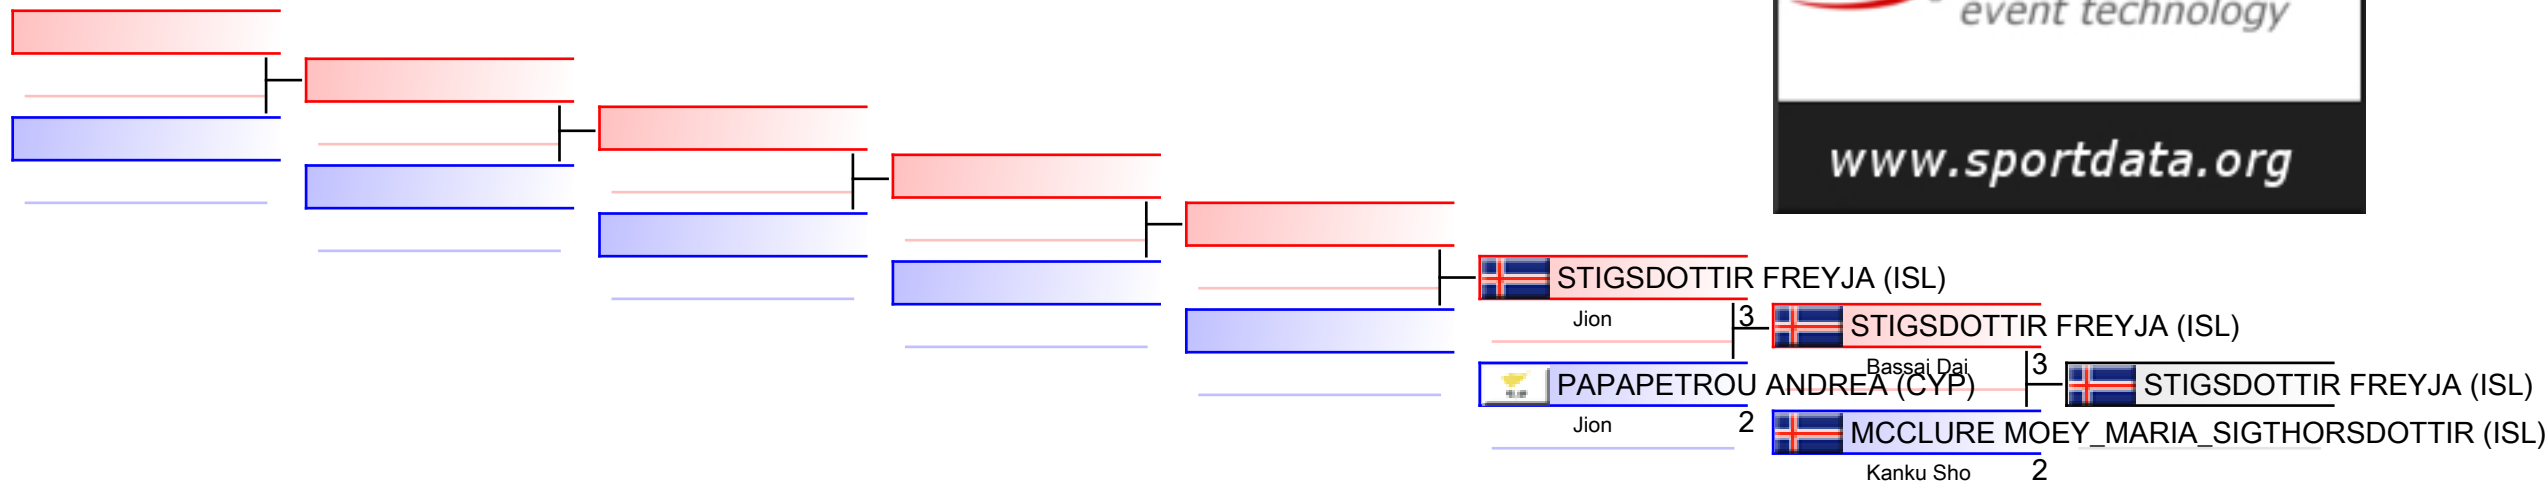 event technology
www.sportdata.org
STIGSDOTTIR FREYJA (ISL)
Jion
3
STIGSDOTTIR FREYJA (ISL)
Bassai Dai
3
PAPAPETROU ANDREA (CYP)
STIGSDOTTIR FREYJA (ISL)
Jion
2
MCCLURE MOEY_MARIA_SIGTHORSDOTTIR (ISL)
Kanku Sho
2